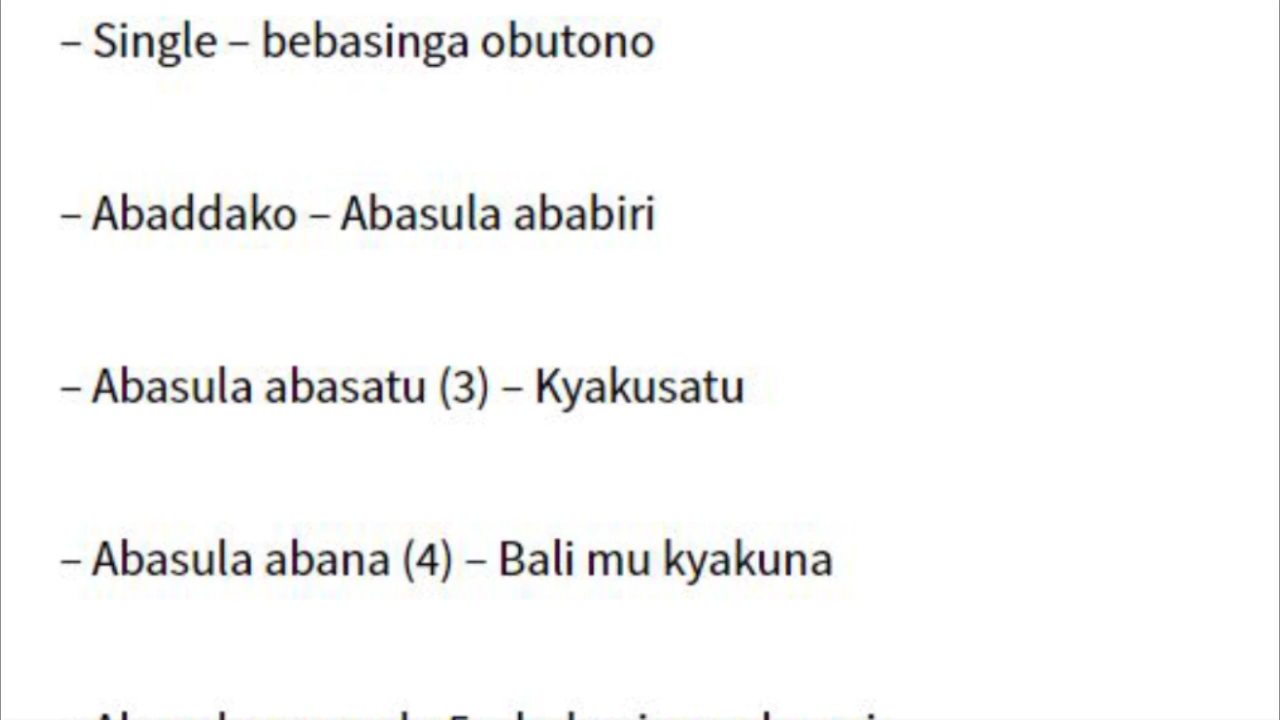 – Single – bebasinga obutono
– Abaddako – Abasula ababiri
– Abasula abasatu (3) – Kyakusatu
– Abasula abana (4) – Bali mu kyakuna